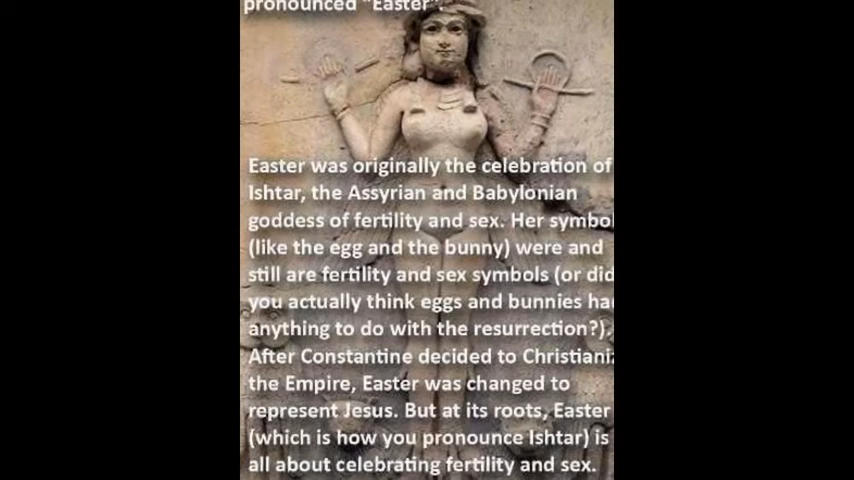 pronounced "Easter".
Easter was originally the celebration of
Ishtar, the Assyrian and Babylonian
goddess of fertility and sex. Her symbol
(like the egg and the bunny) were and
still are fertility and sex symbols (or did
you actually think eggs and bunnies ha
anything to do with the resurrection?).
After Constantine decided to Christianiz
the Empire, Easter was changed to
represent Jesus. But at its roots, Easter
(which is how you pronounce Ishtar) is
all about celebrating fertility and sex.